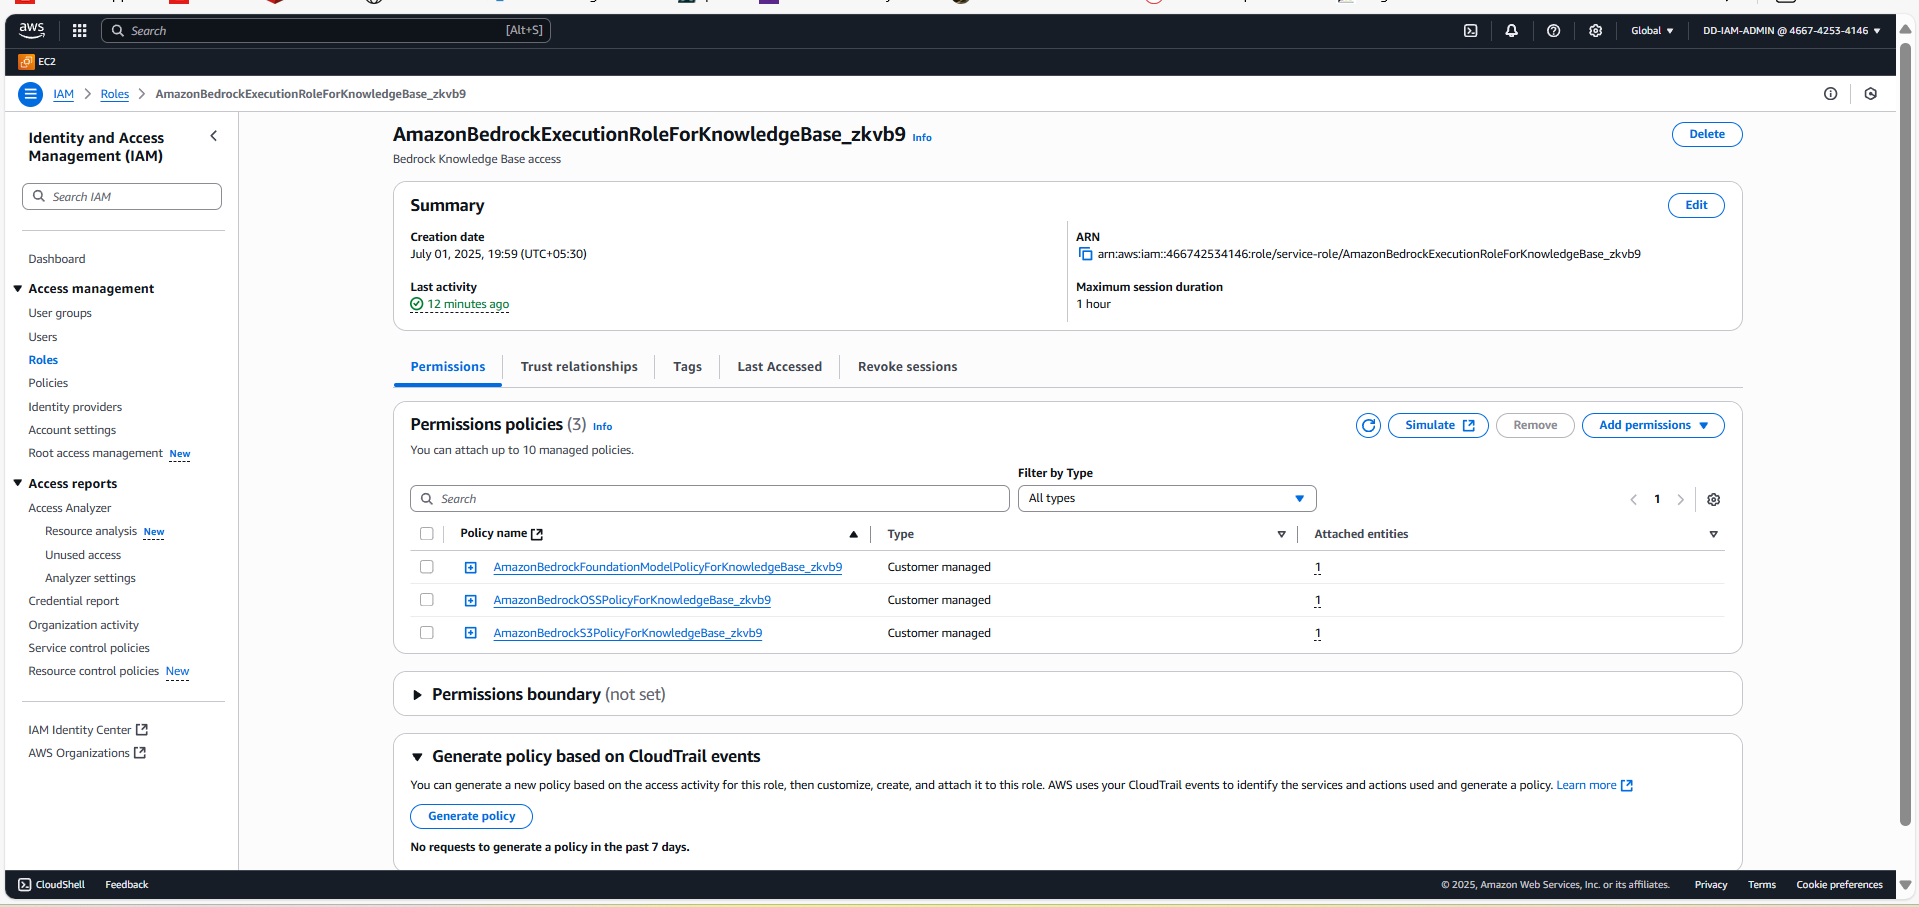 aws
Search
[Alt+S]
Global
DD-IAM-ADMIN @ 4667-4253-4146
EC2
IAM
Roles
AmazonBedrockExecutionRoleForKnowledgeBase_zkvb9
Identity and Access
Management (IAM)
Search IAM
Dashboard
Access management
User groups
Users
Roles
Policies
Identity providers
Account settings
Root access management New
Access reports
Access Analyzer
Resource analysis New
Unused access
Analyzer settings
Credential report
Organization activity
Service control policies
Resource control policies New
IAM Identity Center
AWS Organizations
AmazonBedrockExecutionRoleForKnowledgeBase_zkvb9 Info
Delete
Bedrock Knowledge Base access
Summary
Edit
Creation date
July 01, 2025, 19:59 (UTC+05:30)
ARN
arn:aws:iam::466742534146:role/service-role/AmazonBedrockExecutionRoleForKnowledgeBase_zkvb9
Last activity
12 minutes ago
Maximum session duration
1 hour
Permissions
Trust relationships
Tags
Last Accessed
Revoke sessions
Permissions policies (3) Info
Simulate
Remove
Add permissions
You can attach up to 10 managed policies.
Filter by Type
Search
All types
1
Policy name
Type
Attached entities
AmazonBedrockFoundationModelPolicyForKnowledgeBase_zkvb9
Customer managed
1
AmazonBedrockOSSPolicyForKnowledgeBase_zkvb9
Customer managed
1
AmazonBedrockS3PolicyForKnowledgeBase_zkvb9
Customer managed
1
Permissions boundary (not set)
Generate policy based on CloudTrail events
You can generate a new policy based on the access activity for this role, then customize, create, and attach it to this role. AWS uses your CloudTrail events to identify the services and actions used and generate a policy. Learn more
Generate policy
No requests to generate a policy in the past 7 days.
CloudShell
Feedback
© 2025, Amazon Web Services, Inc. or its affiliates.
Privacy
Terms
Cookie preferences